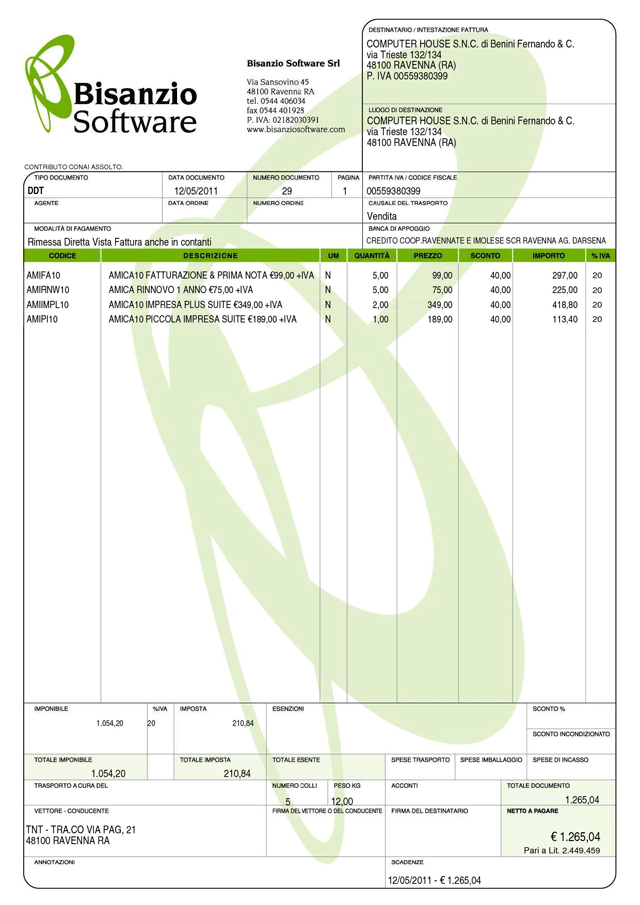 DESTINATARIO / INTESTAZIONE FATTURA
COMPUTER HOUSE S.N.C. di Benini Fernando & C.
via Trieste 132/134
48100 RAVENNA (RA)
P. IVA 00559380399
Bisanzio Software Srl
Via Sansovino 45
48100 Ravenna RA
tel. 0544 406034
fax 0544 401928
P. IVA: 02182030391
www.bisanziosoftware.com
Bisanzio
Software
LUOGO DI DESTINAZIONE
COMPUTER HOUSE S.N.C. di Benini Fernando & C.
via Trieste 132/134
48100 RAVENNA (RA)
CONTRIBUTO CONAI ASSOLTO.
TIPO DOCUMENTO DATA DOCUMENTO NUMERO DOCUMENTO PAGINA PARTITA IVA / CODICE FISCALE
DDT 12/05/2011 29 1 00559380399
AGENTE DATA ORDINE NUMERO ORDINE CAUSALE DEL TRASPORTO
Vendita
MODALITÀ DI PAGAMENTO BANCA DI APPOGGIO
Rimessa Diretta Vista Fattura anche in contanti CREDITO COOP.RAVENNATE E IMOLESE SCR RAVENNA AG. DARSENA
CODICE DESCRIZIONE UM QUANTITÀ PREZZO SCONTO IMPORTO % IVA
AMIFA10 AMICA10 FATTURAZIONE & PRIMA NOTA €99,00 +IVA N 5,00 99,00 40,00 297,00 20
AMIRNW10 AMICA RINNOVO 1 ANNO €75,00 +IVA N 5,00 75,00 40,00 225,00 20
AMIIMPL10 AMICA10 IMPRESA PLUS SUITE €349,00 +IVA N 2,00 349,00 40,00 418,80 20
AMIPI10 AMICA10 PICCOLA IMPRESA SUITE €189,00 +IVA N 1,00 189,00 40,00 113,40 20
IMPONIBILE %IVA IMPOSTA ESENZIONI SCONTO %
1.054,20 20 210,84
SCONTO INCONDIZIONATO
TOTALE IMPONIBILE TOTALE IMPOSTA TOTALE ESENTE SPESE TRASPORTO SPESE IMBALLAGGIO SPESE DI INCASSO
1.054,20 210,84
TRASPORTO A CURA DEL NUMERO COLLI PESO KG ACCONTI TOTALE DOCUMENTO
5 12,00 1.265,04
VETTORE - CONDUCENTE FIRMA DEL VETTORE O DEL CONDUCENTE FIRMA DEL DESTINATARIO NETTO A PAGARE
TNT - TRA.CO VIA PAG, 21
48100 RAVENNA RA
€ 1.265,04
Pari a Lit. 2.449.459
ANNOTAZIONI SCADENZE
12/05/2011 - € 1.265,04